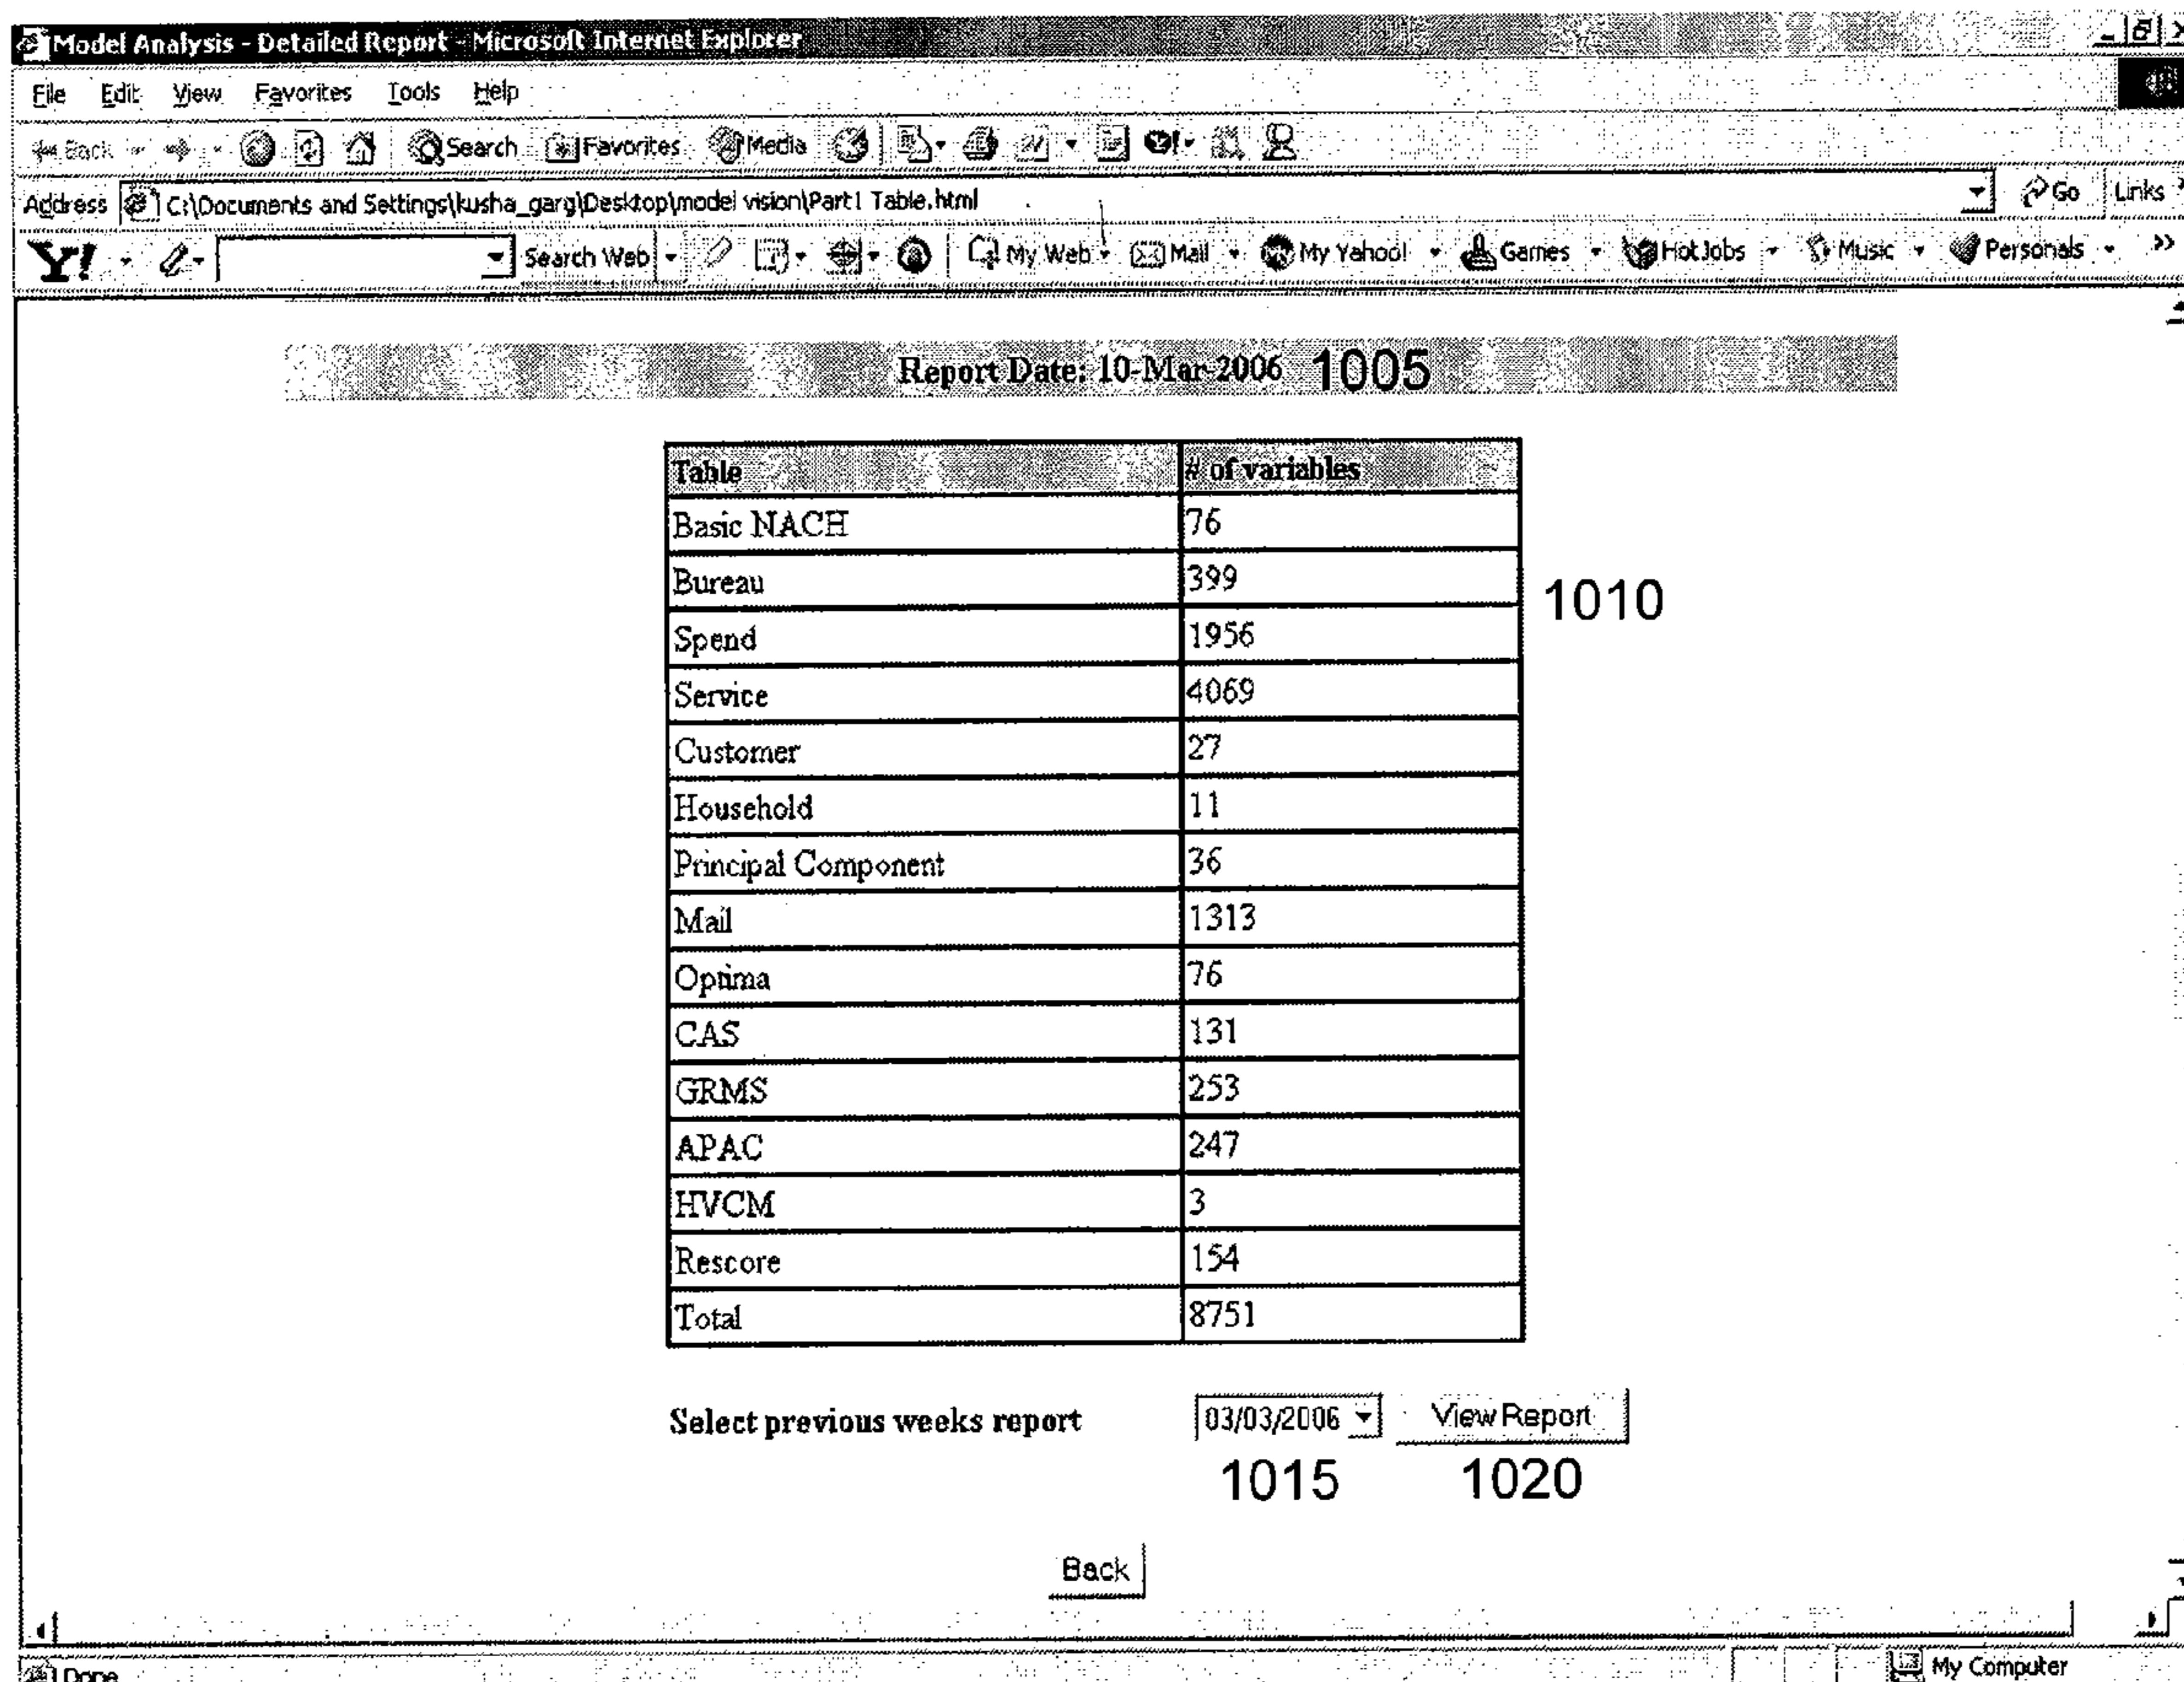 Model Analysis - Detailed Report - Microsoft Internet Explorer
File Edit View Favorites Tools Help
Back Search Favorites Media
Address C:\Documents and Settings\kusha_garg\Desktop\model vision\Part1 Table.html Go Links
Y! Search Web My Web Mail My Yahoo! Games HotJobs Music Personals »
Report Date: 10-Mar-2006 1005
Table # of variables
Basic NACH 76
Bureau 399
1010
Spend 1956
Service 4069
Customer 27
Household 11
Principal Component 36
Mail 1313
Optima 76
CAS 131
GRMS 253
APAC 247
HVCM 3
Rescore 154
Total 8751
Select previous weeks report 03/03/2006 View Report
1015 1020
Back
Done My Computer